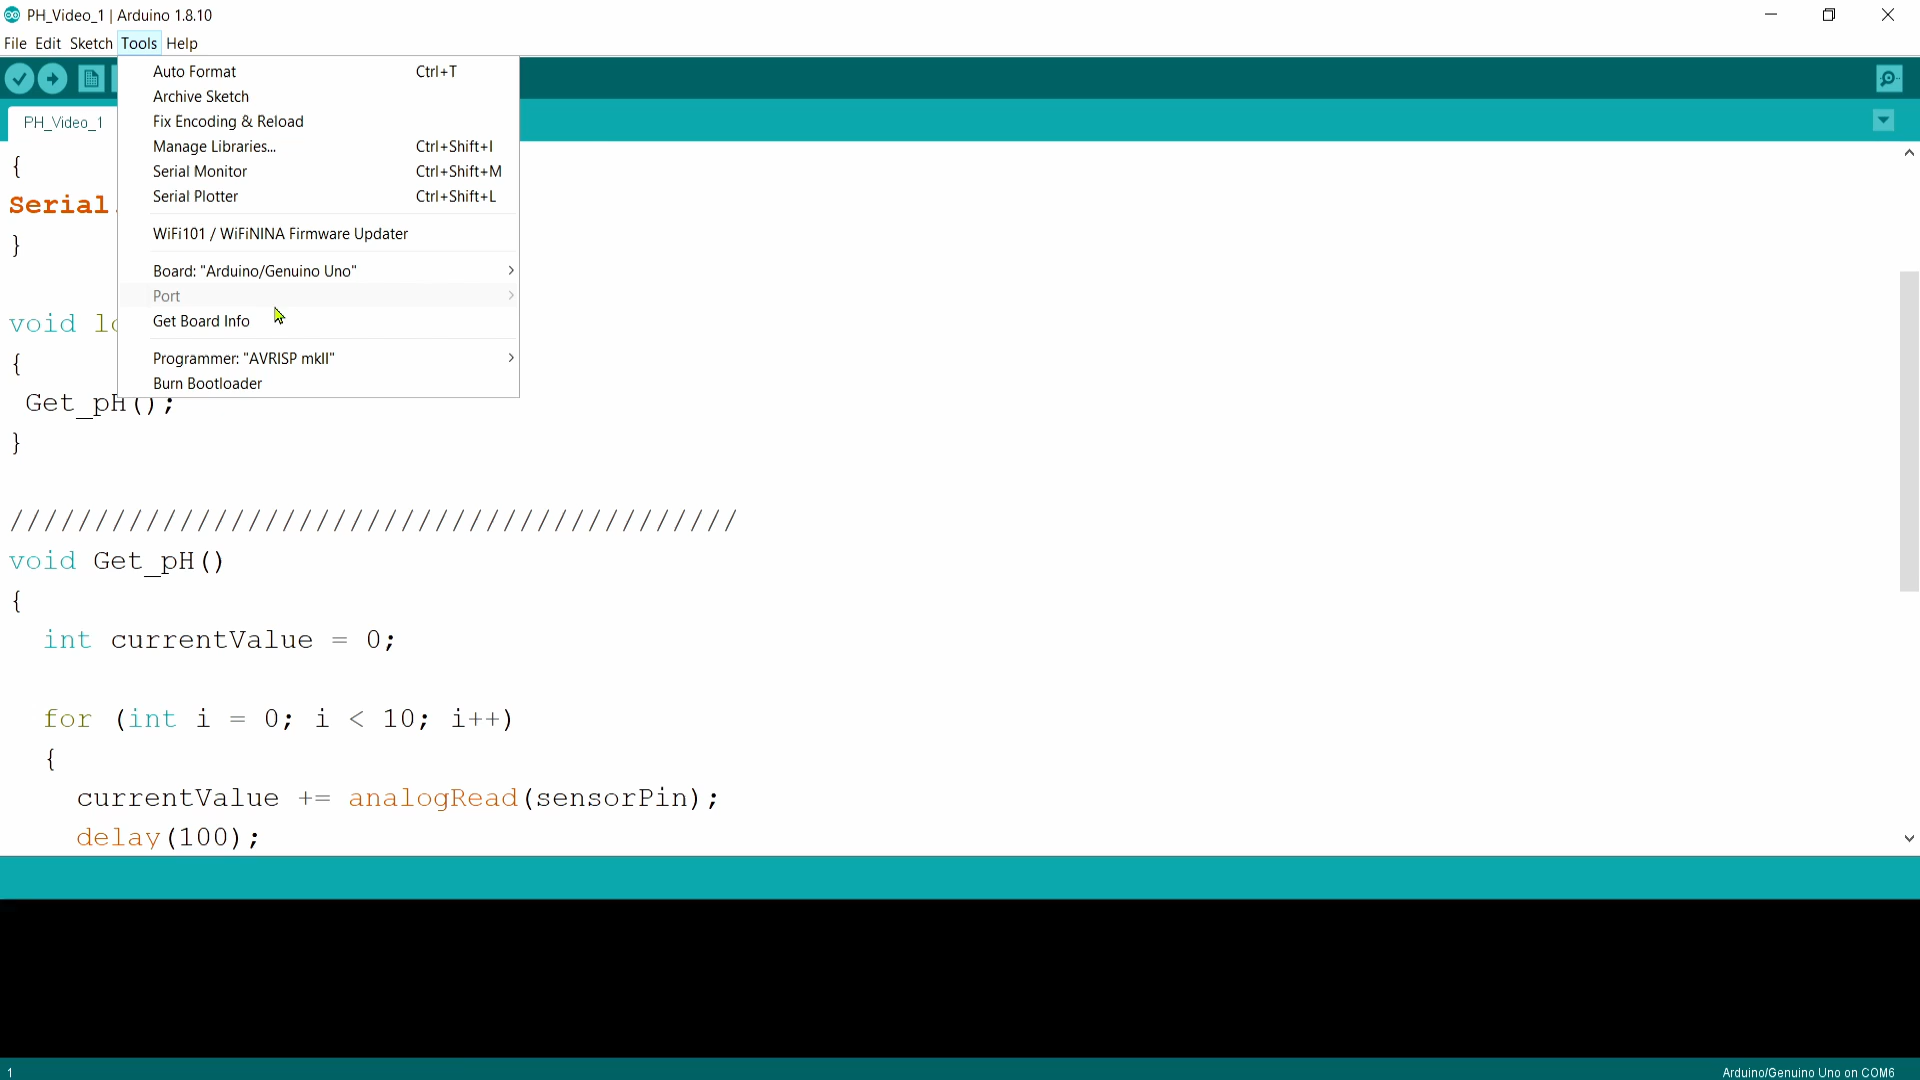 PH_Video_1 | Arduino 1.8.10
File Edit Sketch Tools Help
Auto Format Ctrl+T
Archive Sketch
Fix Encoding & Reload
Manage Libraries... Ctrl+Shift+I
Serial Monitor Ctrl+Shift+M
Serial Plotter Ctrl+Shift+L
WiFi101 / WiFiNINA Firmware Updater
Board: "Arduino/Genuino Uno"
Port
Get Board Info
Programmer: "AVRISP mkII"
Burn Bootloader
PH_Video_1
{
Serial.
}
void lo
{
Get_pH();
}
///////////////////////////////////////////
void Get_pH()
{
int currentValue = 0;
for (int i = 0; i < 10; i++)
{
currentValue += analogRead(sensorPin);
delay(100);
1
Arduino/Genuino Uno on COM6